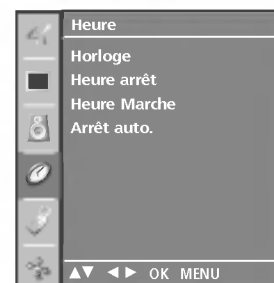 Heure
Horloge
Heure arrêt
Heure Marche
Arrêt auto.
▲▼ ◄► OK MENU